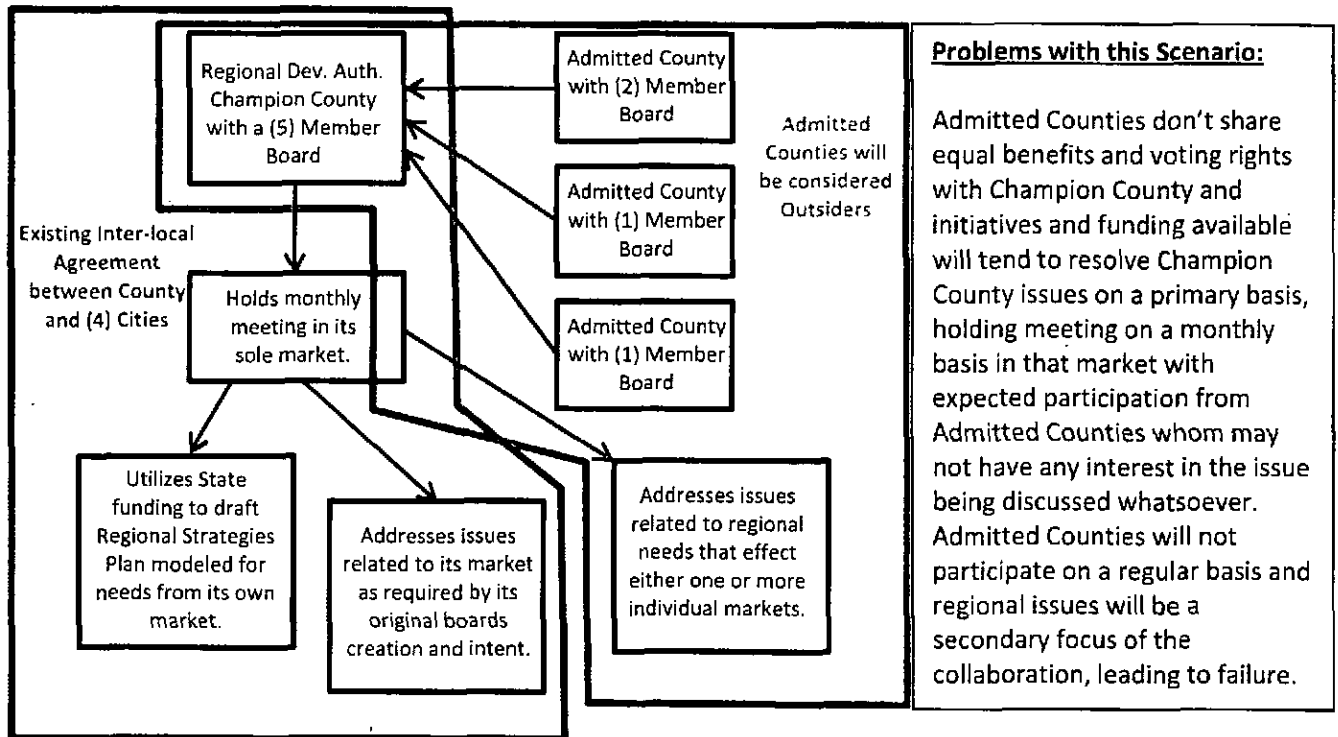 Regional Dev. Auth.
Champion County
with a (5) Member
Board
Admitted County
with (2) Member
Board
Admitted County
with (1) Member
Board
Admitted County
with (1) Member
Board
Admitted
Counties will
be considered
Outsiders
Existing Inter-local
Agreement
between County
and (4) Cities
Holds monthly
meeting in its
sole market.
Utilizes State
funding to draft
Regional Strategies
Plan modeled for
needs from its own
market.
Addresses issues
related to its market
as required by its
original boards
creation and intent.
Addresses issues
related to regional
needs that effect
either one or more
individual markets.
Problems with this Scenario:
Admitted Counties don't share
equal benefits and voting rights
with Champion County and
initiatives and funding available
will tend to resolve Champion
County issues on a primary basis,
holding meeting on a monthly
basis in that market with
expected participation from
Admitted Counties whom may
not have any interest in the issue
being discussed whatsoever.
Admitted Counties will not
participate on a regular basis and
regional issues will be a
secondary focus of the
collaboration, leading to failure.